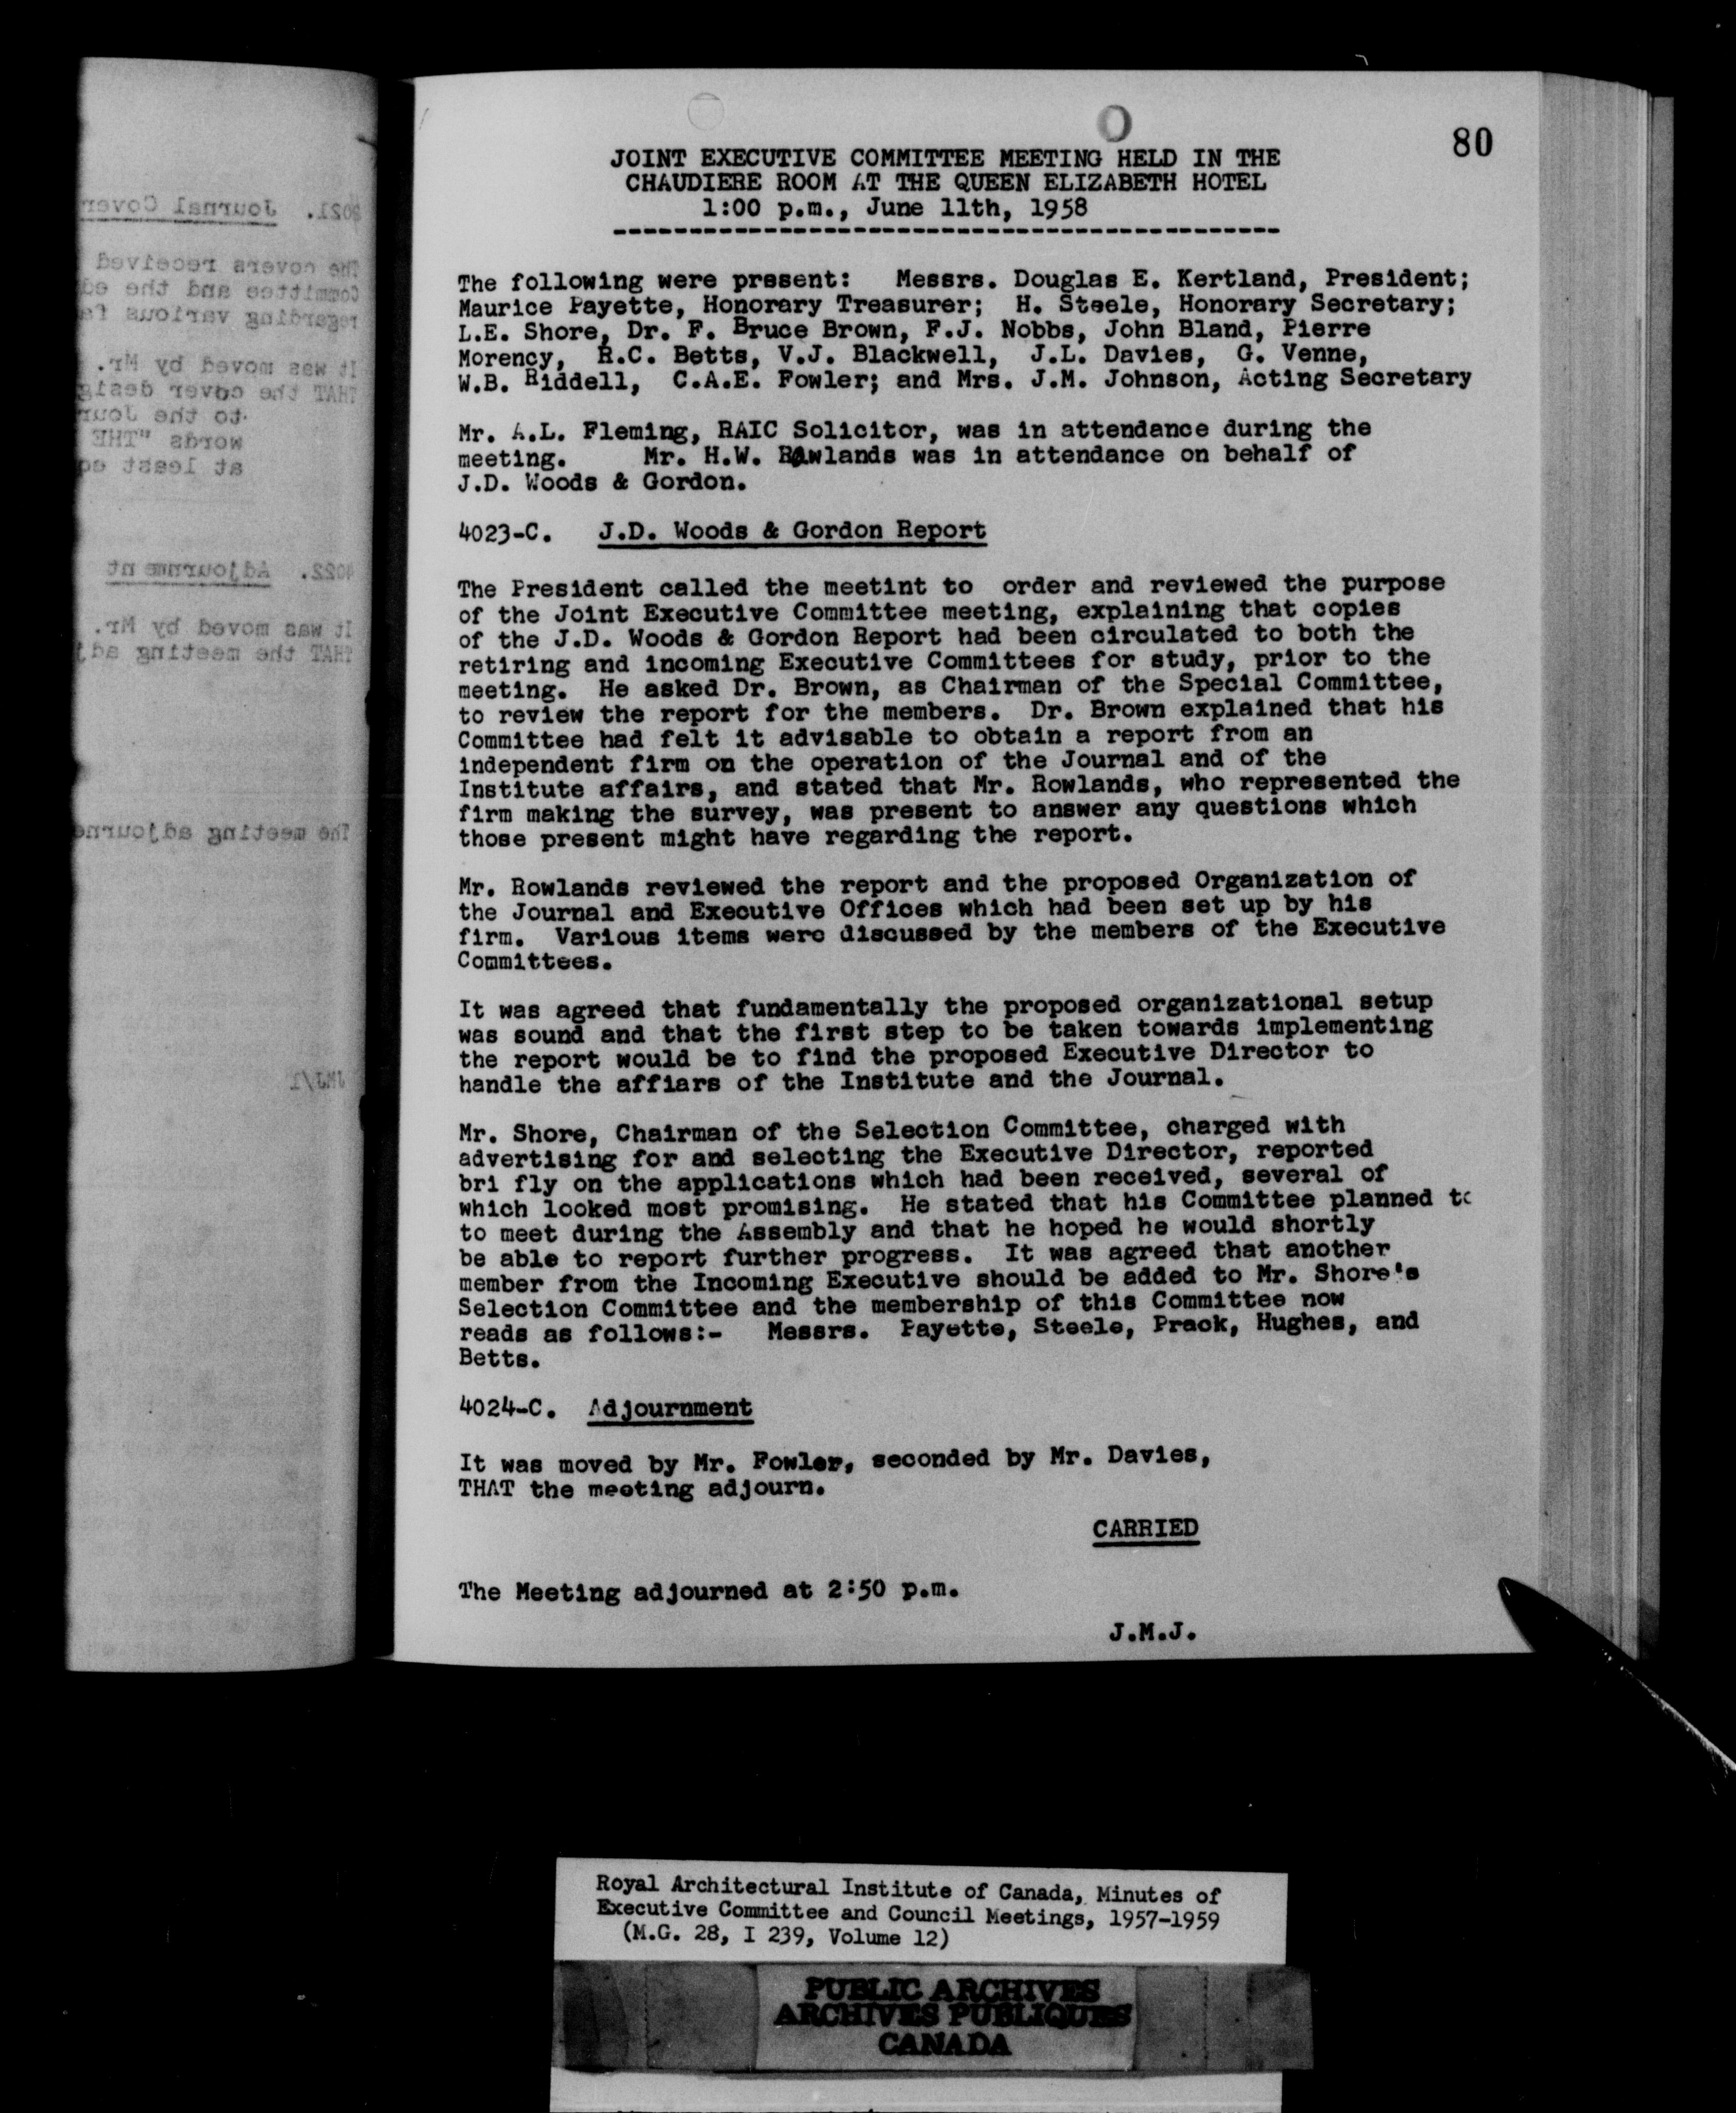 80
JOINT EXECUTIVE COMMITTEE MEETING HELD IN THE
CHAUDIERE ROOM AT THE QUEEN ELIZABETH HOTEL
1:00 p.m., June 11th, 1958
The following were present: Messrs. Douglas E. Kertland, President;
Maurice Payette, Honorary Treasurer; H. Steele, Honorary Secretary;
L.E. Shore, Dr. F. Bruce Brown, F.J. Nobbs, John Bland, Pierre
Morency, R.C. Betts, V.J. Blackwell, J.L. Davies, G. Venne,
W.B. Riddell, C.A.E. Fowler; and Mrs. J.M. Johnson, Acting Secretary
Mr. A.L. Fleming, RAIC Solicitor, was in attendance during the
meeting. Mr. H.W. Rowlands was in attendance on behalf of
J.D. Woods & Gordon.
4023-C. J.D. Woods & Gordon Report
The President called the meetint to order and reviewed the purpose
of the Joint Executive Committee meeting, explaining that copies
of the J.D. Woods & Gordon Report had been circulated to both the
retiring and incoming Executive Committees for study, prior to the
meeting. He asked Dr. Brown, as Chairman of the Special Committee,
to review the report for the members. Dr. Brown explained that his
Committee had felt it advisable to obtain a report from an
independent firm on the operation of the Journal and of the
Institute affairs, and stated that Mr. Rowlands, who represented the
firm making the survey, was present to answer any questions which
those present might have regarding the report.
Mr. Rowlands reviewed the report and the proposed Organization of
the Journal and Executive Offices which had been set up by his
firm. Various items were discussed by the members of the Executive
Committees.
It was agreed that fundamentally the proposed organizational setup
was sound and that the first step to be taken towards implementing
the report would be to find the proposed Executive Director to
handle the affiars of the Institute and the Journal.
Mr. Shore, Chairman of the Selection Committee, charged with
advertising for and selecting the Executive Director, reported
bri fly on the applications which had been received, several of
which looked most promising. He stated that his Committee planned to
to meet during the Assembly and that he hoped he would shortly
be able to report further progress. It was agreed that another
member from the Incoming Executive should be added to Mr. Shore's
Selection Committee and the membership of this Committee now
reads as follows:- Messrs. Payette, Steele, Prack, Hughes, and
Betts.
4024-C. Adjournment
It was moved by Mr. Fowler, seconded by Mr. Davies,
THAT the meeting adjourn.
CARRIED
The Meeting adjourned at 2:50 p.m.
J.M.J.
Royal Architectural Institute of Canada, Minutes of
Executive Committee and Council Meetings, 1957-1959
(M.G. 28, I 239, Volume 12)
PUBLIC ARCHIVES
ARCHIVES PUBLIQUES
CANADA